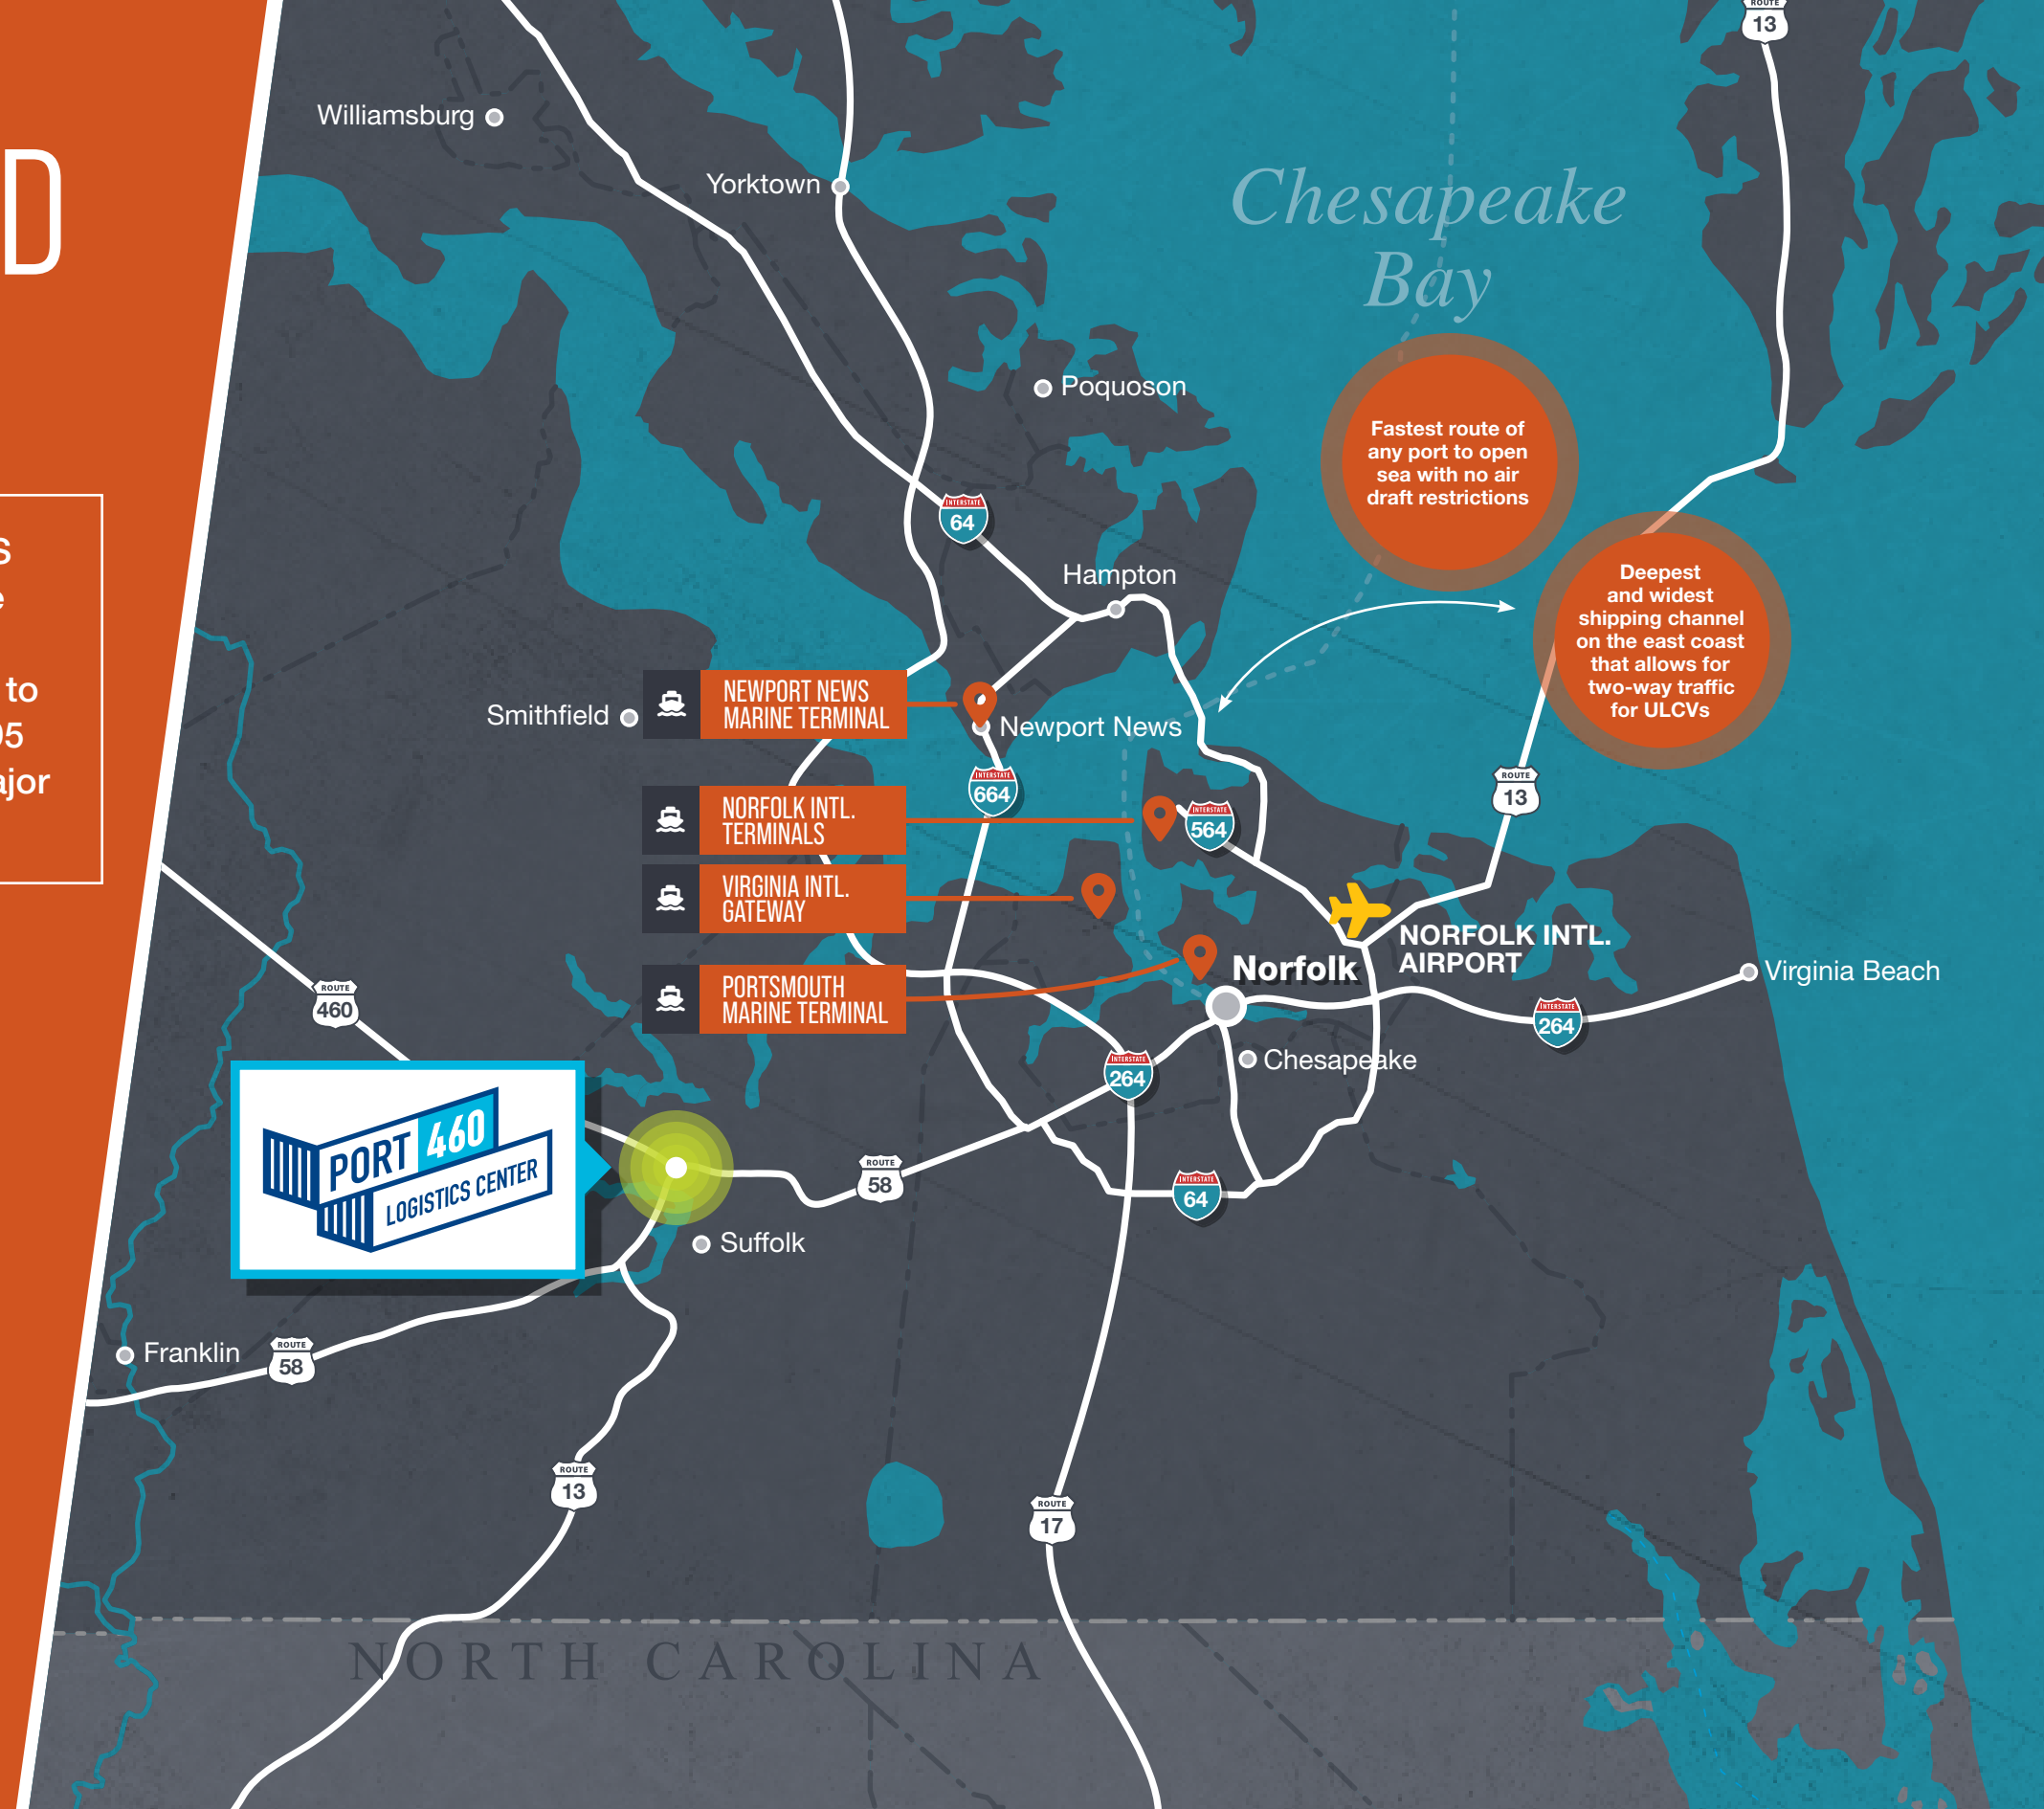 D
s
e
to
95
ajor
ROUTE
13
Williamsburg
Yorktown
Chesapeake
Bay
Poquoson
Fastest route of
any port to open
sea with no air
draft restrictions
INTERSTATE
64
Hampton
Deepest
and widest
shipping channel
on the east coast
that allows for
two-way traffic
for ULCVs
Smithfield
NEWPORT NEWS
MARINE TERMINAL
Newport News
INTERSTATE
664
ROUTE
13
NORFOLK INTL.
TERMINALS
INTERSTATE
564
VIRGINIA INTL.
GATEWAY
NORFOLK INTL.
AIRPORT
Norfolk
Virginia Beach
PORTSMOUTH
MARINE TERMINAL
ROUTE
460
INTERSTATE
264
Chesapeake
INTERSTATE
264
PORT 460
LOGISTICS CENTER
ROUTE
58
INTERSTATE
64
Suffolk
Franklin
ROUTE
58
ROUTE
13
ROUTE
17
NORTH CAROLINA